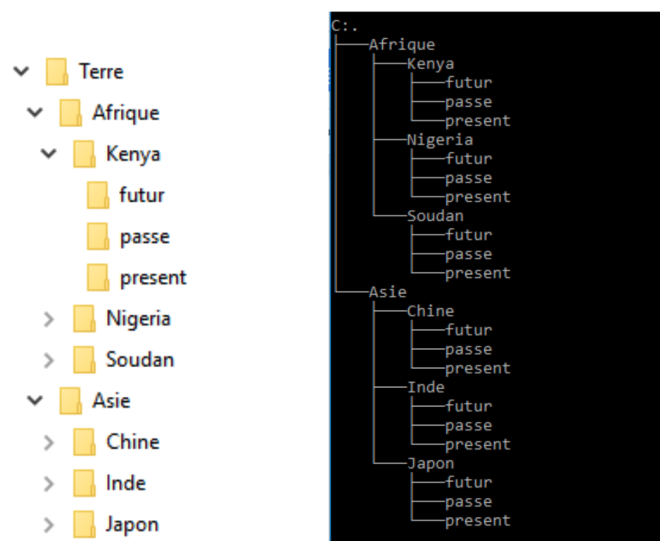 Terre
Afrique
Kenya
futur
passe
present
Nigeria
Soudan
Asie
Chine
Inde
Japon
C:.
Afrique
Kenya
futur
passe
present
Nigeria
futur
passe
present
Soudan
futur
passe
present
Asie
Chine
futur
passe
present
Inde
futur
passe
present
Japon
futur
passe
present